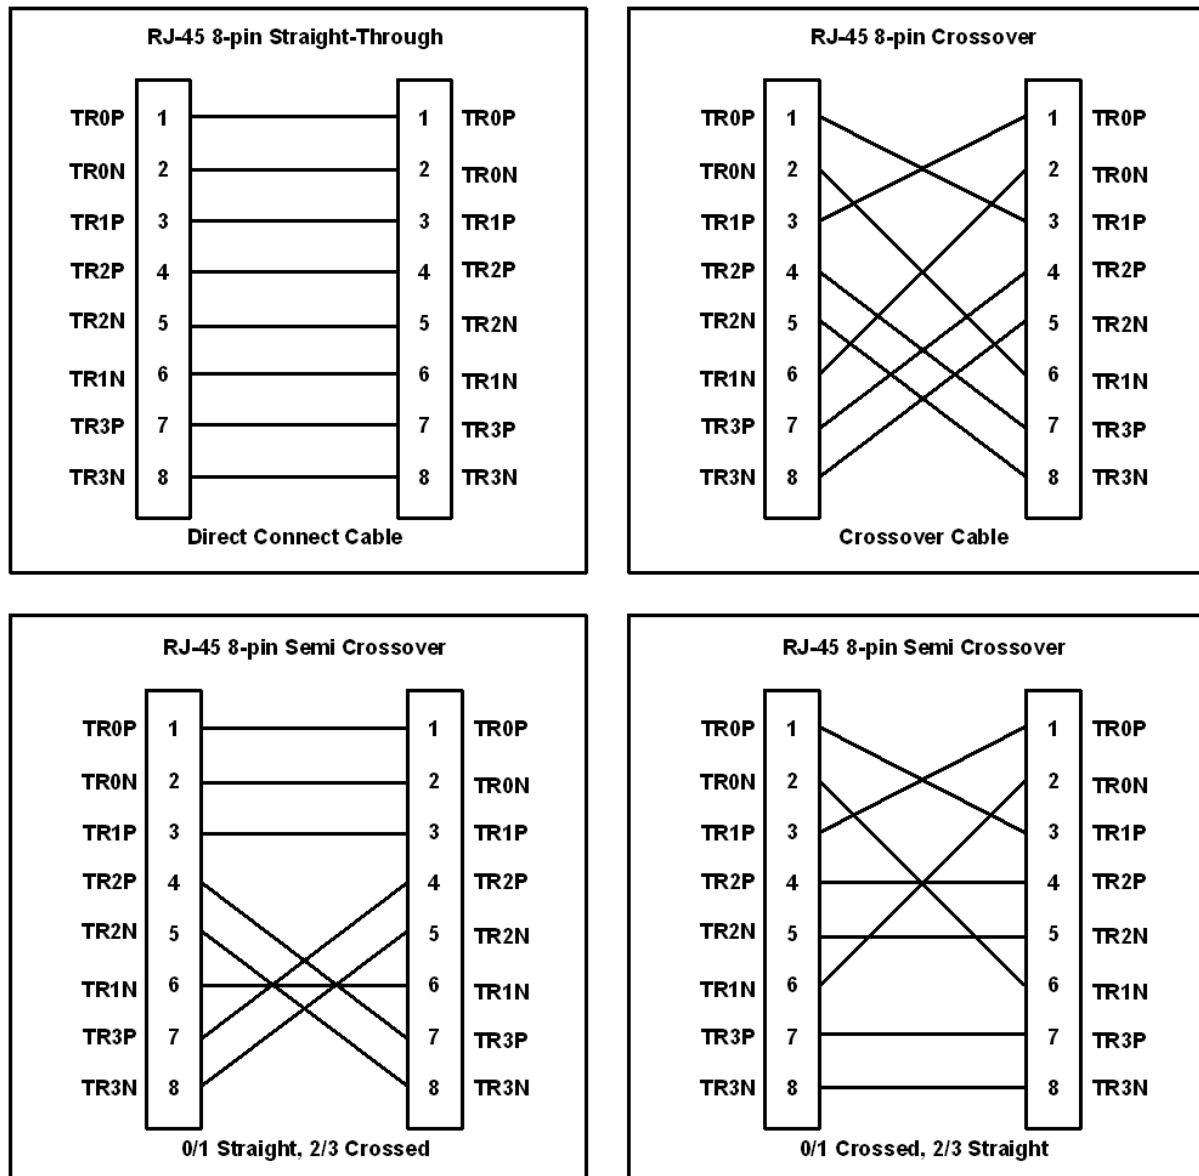 RJ-45 8-pin Straight-Through
TR0P 1 1 TR0P
TR0N 2 2 TR0N
TR1P 3 3 TR1P
TR2P 4 4 TR2P
TR2N 5 5 TR2N
TR1N 6 6 TR1N
TR3P 7 7 TR3P
TR3N 8 8 TR3N
Direct Connect Cable
RJ-45 8-pin Crossover
TR0P 1 1 TR0P
TR0N 2 2 TR0N
TR1P 3 3 TR1P
TR2P 4 4 TR2P
TR2N 5 5 TR2N
TR1N 6 6 TR1N
TR3P 7 7 TR3P
TR3N 8 8 TR3N
Crossover Cable
RJ-45 8-pin Semi Crossover
TR0P 1 1 TR0P
TR0N 2 2 TR0N
TR1P 3 3 TR1P
TR2P 4 4 TR2P
TR2N 5 5 TR2N
TR1N 6 6 TR1N
TR3P 7 7 TR3P
TR3N 8 8 TR3N
0/1 Straight, 2/3 Crossed
RJ-45 8-pin Semi Crossover
TR0P 1 1 TR0P
TR0N 2 2 TR0N
TR1P 3 3 TR1P
TR2P 4 4 TR2P
TR2N 5 5 TR2N
TR1N 6 6 TR1N
TR3P 7 7 TR3P
TR3N 8 8 TR3N
0/1 Crossed, 2/3 Straight